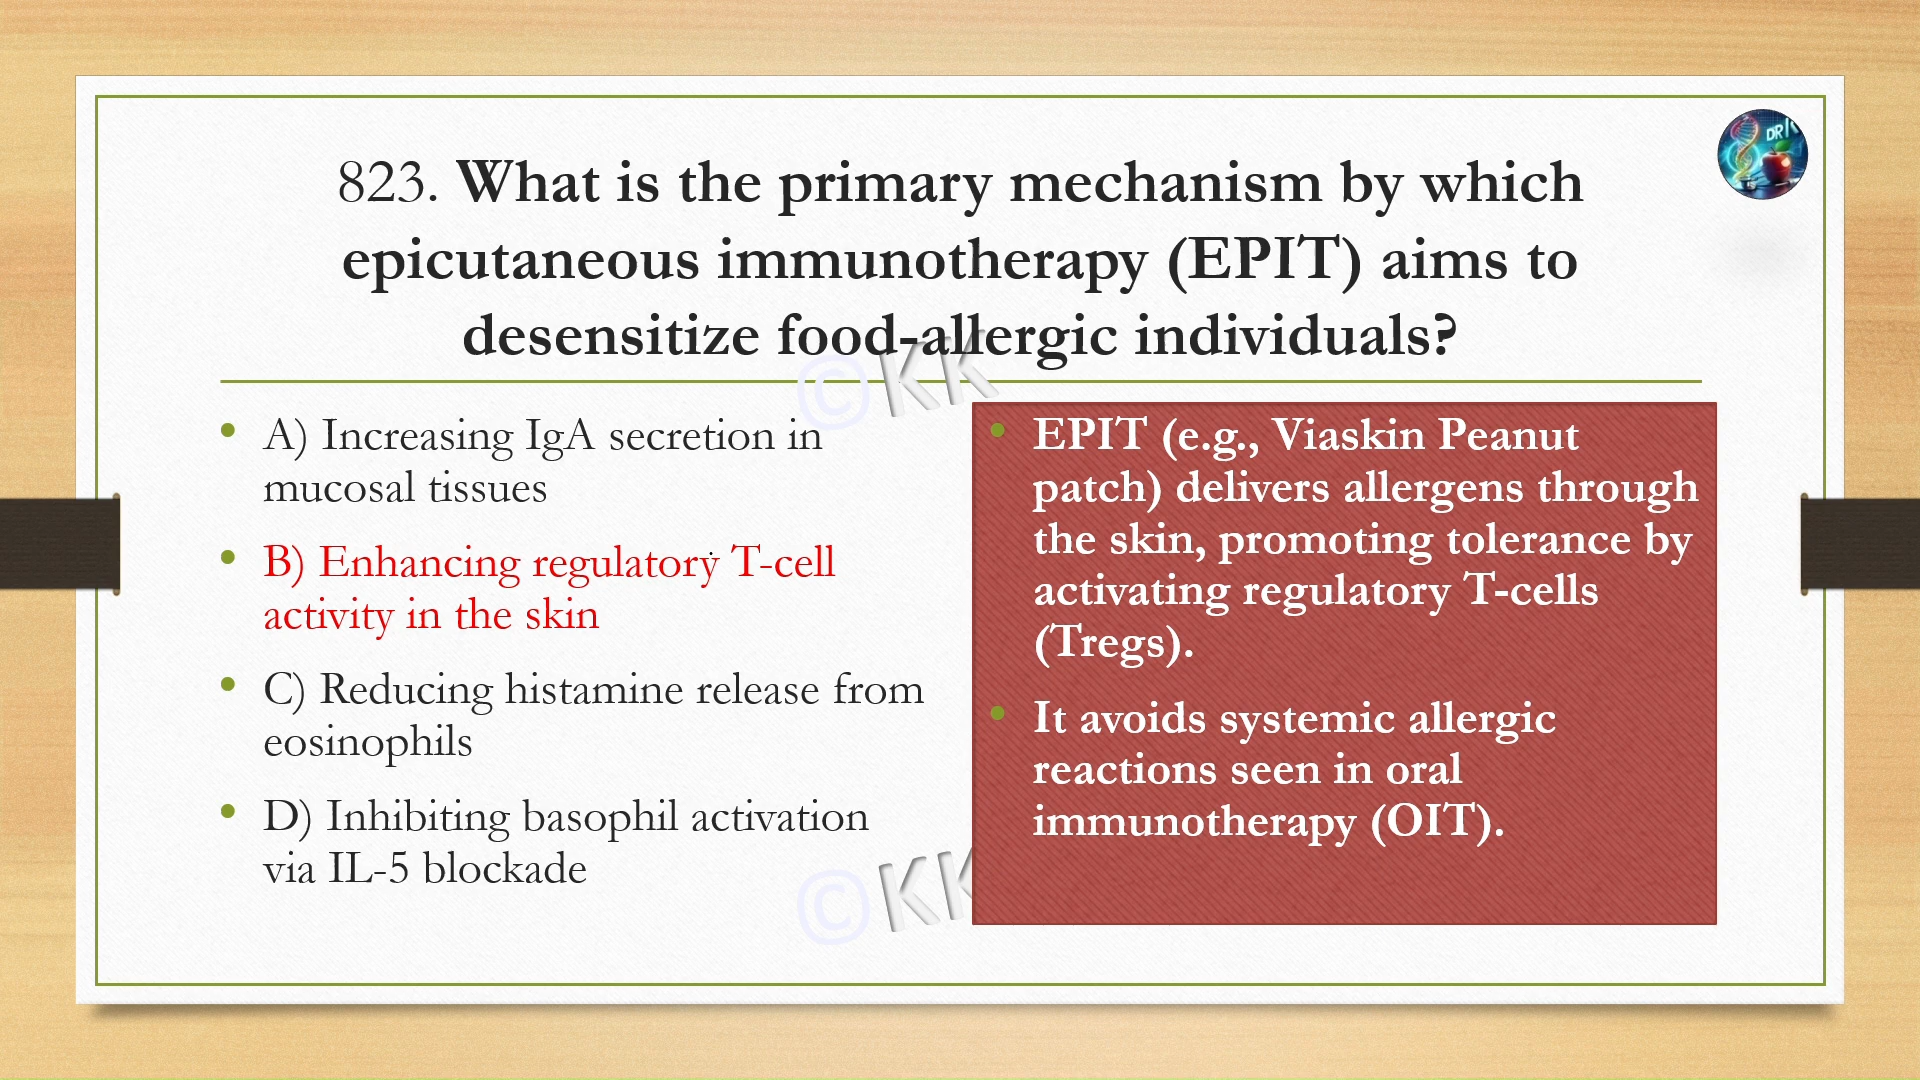 823. What is the primary mechanism by which
epicutaneous immunotherapy (EPIT) aims to
desensitize food-allergic individuals?
©KK
• A) Increasing IgA secretion in
mucosal tissues
• B) Enhancing regulatory T-cell
activity in the skin
• C) Reducing histamine release from
eosinophils
• D) Inhibiting basophil activation
via IL-5 blockade
©KK
• EPIT (e.g., Viaskin Peanut
patch) delivers allergens through
the skin, promoting tolerance by
activating regulatory T-cells
(Tregs).
• It avoids systemic allergic
reactions seen in oral
immunotherapy (OIT).